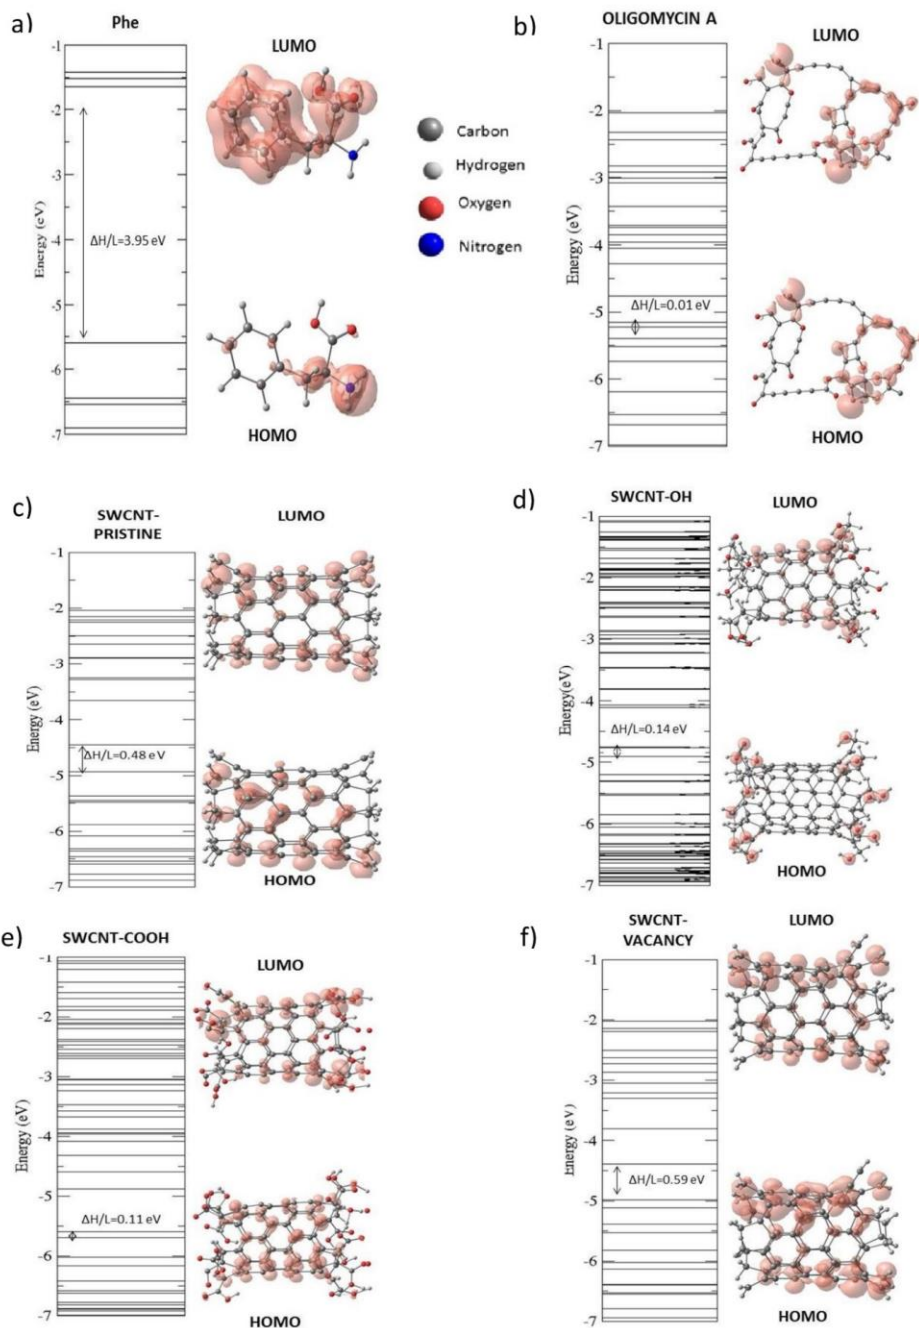 a)
Phe
LUMO
-1
-2
-3
-4
-5
-6
-7
Energy (eV)
ΔH/L=3.95 eV
HOMO
Carbon
Hydrogen
Oxygen
Nitrogen
b)
OLIGOMYCIN A
LUMO
-1
-2
-3
-4
-5
-6
-7
Energy (eV)
ΔH/L=0.01 eV
HOMO
c)
SWCNT-
PRISTINE
LUMO
-1
-2
-3
-4
-5
-6
-7
Energy (eV)
ΔH/L=0.48 eV
HOMO
d)
SWCNT-OH
LUMO
-1
-2
-3
-4
-5
-6
-7
Energy(eV)
ΔH/L=0.14 eV
HOMO
e)
SWCNT-COOH
LUMO
-1
-2
-3
-4
-5
-6
-7
Energy (eV)
ΔH/L=0.11 eV
HOMO
f)
SWCNT-
VACANCY
LUMO
-1
-2
-3
-4
-5
-6
-7
Energy (eV)
ΔH/L=0.59 eV
HOMO